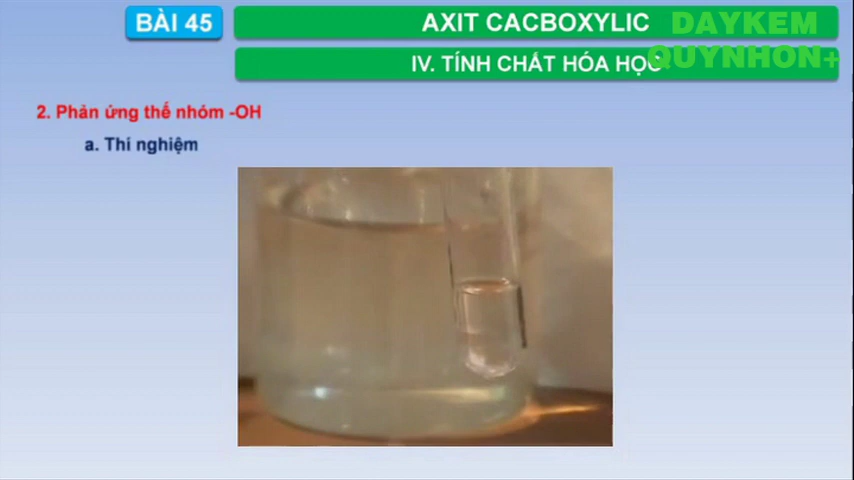 BÀI 45
AXIT CACBOXYLIC
DAYKEM
QUYNHON+
IV. TÍNH CHẤT HÓA HỌC
2. Phản ứng thế nhóm -OH
a. Thí nghiệm